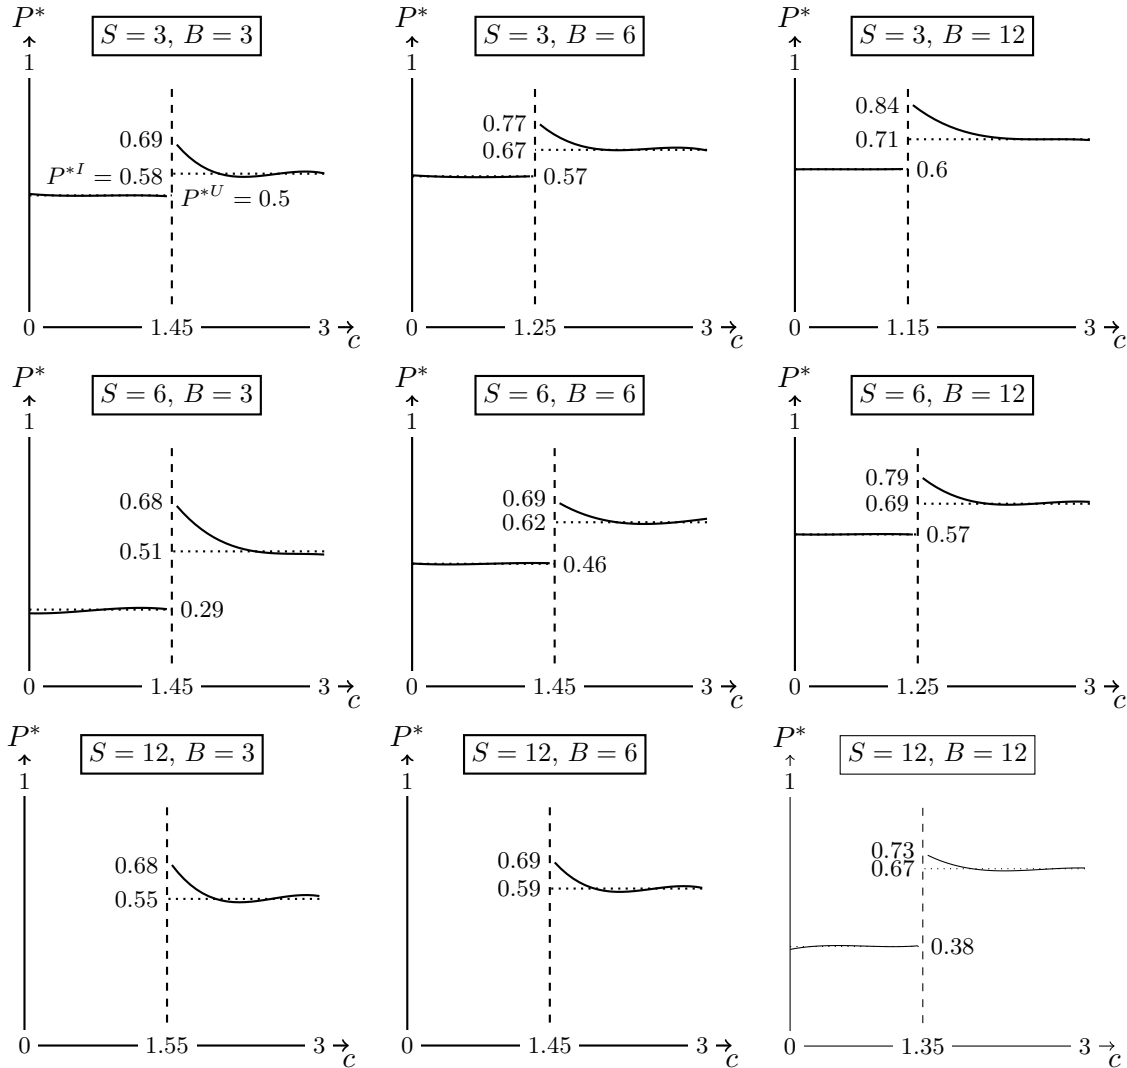 P*
S = 3, B = 3
1
0.69
P*I = 0.58
P*U = 0.5
0
1.45
3
c
P*
S = 3, B = 6
1
0.77
0.67
0.57
0
1.25
3
c
P*
S = 3, B = 12
1
0.84
0.71
0.6
0
1.15
3
c
P*
S = 6, B = 3
1
0.68
0.51
0.29
0
1.45
3
c
P*
S = 6, B = 6
1
0.69
0.62
0.46
0
1.45
3
c
P*
S = 6, B = 12
1
0.79
0.69
0.57
0
1.25
3
c
P*
S = 12, B = 3
1
0.68
0.55
0
1.55
3
c
P*
S = 12, B = 6
1
0.69
0.59
0
1.45
3
c
P*
S = 12, B = 12
1
0.73
0.67
0.38
0
1.35
3
c